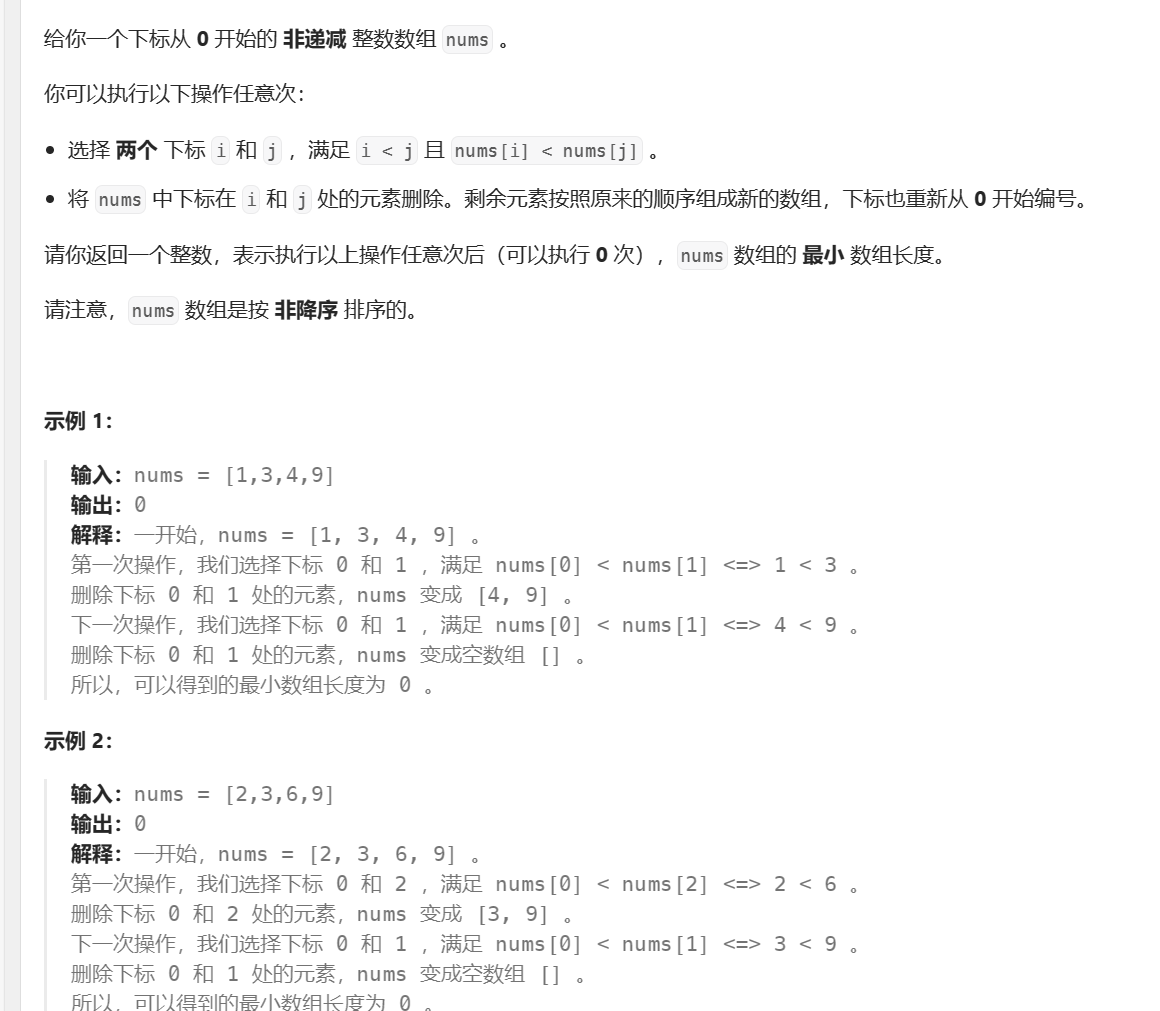 给你一个下标从 0 开始的 非递减 整数数组 nums 。
你可以执行以下操作任意次：
选择 两个 下标 i 和 j ，满足 i < j 且 nums[i] < nums[j] 。
将 nums 中下标在 i 和 j 处的元素删除。剩余元素按照原来的顺序组成新的数组，下标也重新从 0 开始编号。
请你返回一个整数，表示执行以上操作任意次后（可以执行 0 次），nums 数组的 最小 数组长度。
请注意，nums 数组是按 非降序 排序的。
示例 1：
输入：nums = [1,3,4,9]
输出：0
解释：一开始，nums = [1, 3, 4, 9] 。
第一次操作，我们选择下标 0 和 1 ，满足 nums[0] < nums[1] <=> 1 < 3 。
删除下标 0 和 1 处的元素，nums 变成 [4, 9] 。
下一次操作，我们选择下标 0 和 1 ，满足 nums[0] < nums[1] <=> 4 < 9 。
删除下标 0 和 1 处的元素，nums 变成空数组 [] 。
所以，可以得到的最小数组长度为 0 。
示例 2：
输入：nums = [2,3,6,9]
输出：0
解释：一开始，nums = [2, 3, 6, 9] 。
第一次操作，我们选择下标 0 和 2 ，满足 nums[0] < nums[2] <=> 2 < 6 。
删除下标 0 和 2 处的元素，nums 变成 [3, 9] 。
下一次操作，我们选择下标 0 和 1 ，满足 nums[0] < nums[1] <=> 3 < 9 。
删除下标 0 和 1 处的元素，nums 变成空数组 [] 。
所以，可以得到的最小数组长度为 0 。